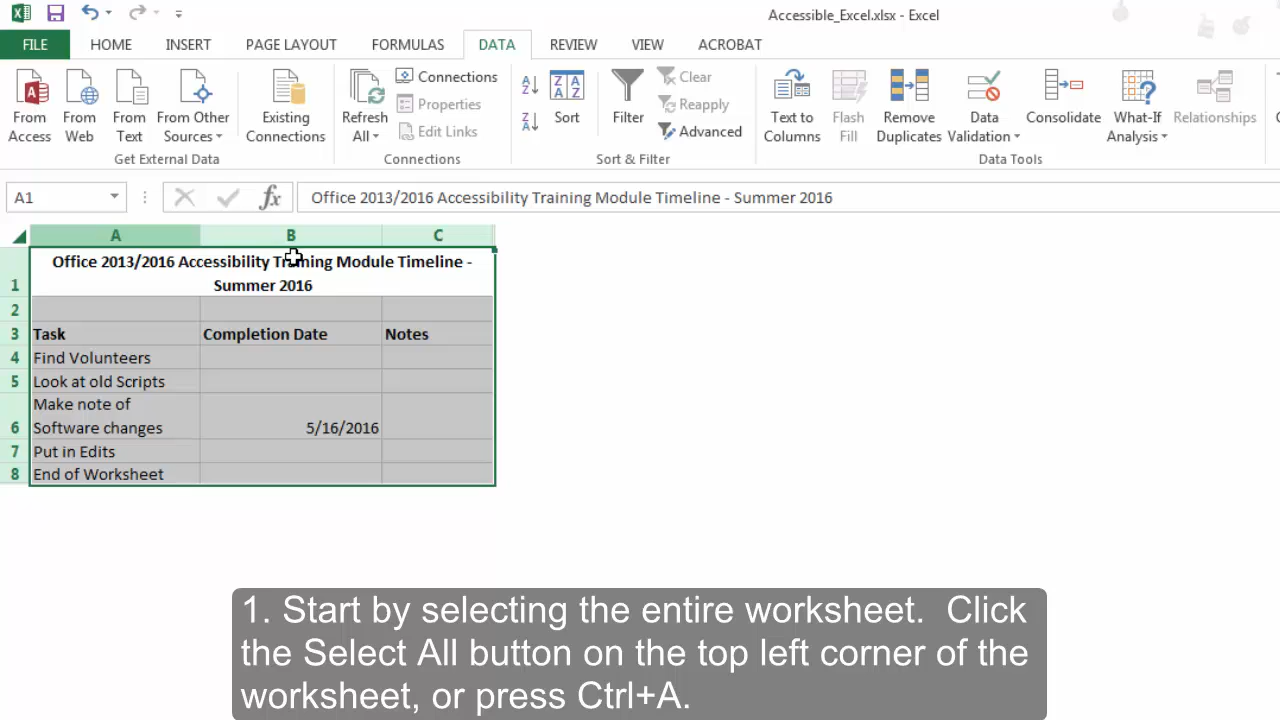 Accessible_Excel.xlsx - Excel
FILE HOME INSERT PAGE LAYOUT FORMULAS DATA REVIEW VIEW ACROBAT
From Access
From Web
From Text
From Other Sources
Existing Connections
Get External Data
Refresh All
Connections
Properties
Edit Links
Connections
Sort
Filter
Clear
Reapply
Advanced
Sort & Filter
Text to Columns
Flash Fill
Remove Duplicates
Data Validation
Consolidate
What-If Analysis
Relationships
Data Tools
A1 fx Office 2013/2016 Accessibility Training Module Timeline - Summer 2016
A B C
Office 2013/2016 Accessibility Training Module Timeline -
1 Summer 2016
2
3 Task Completion Date Notes
4 Find Volunteers
5 Look at old Scripts
Make note of
6 Software changes 5/16/2016
7 Put in Edits
8 End of Worksheet
1. Start by selecting the entire worksheet. Click
the Select All button on the top left corner of the
worksheet, or press Ctrl+A.